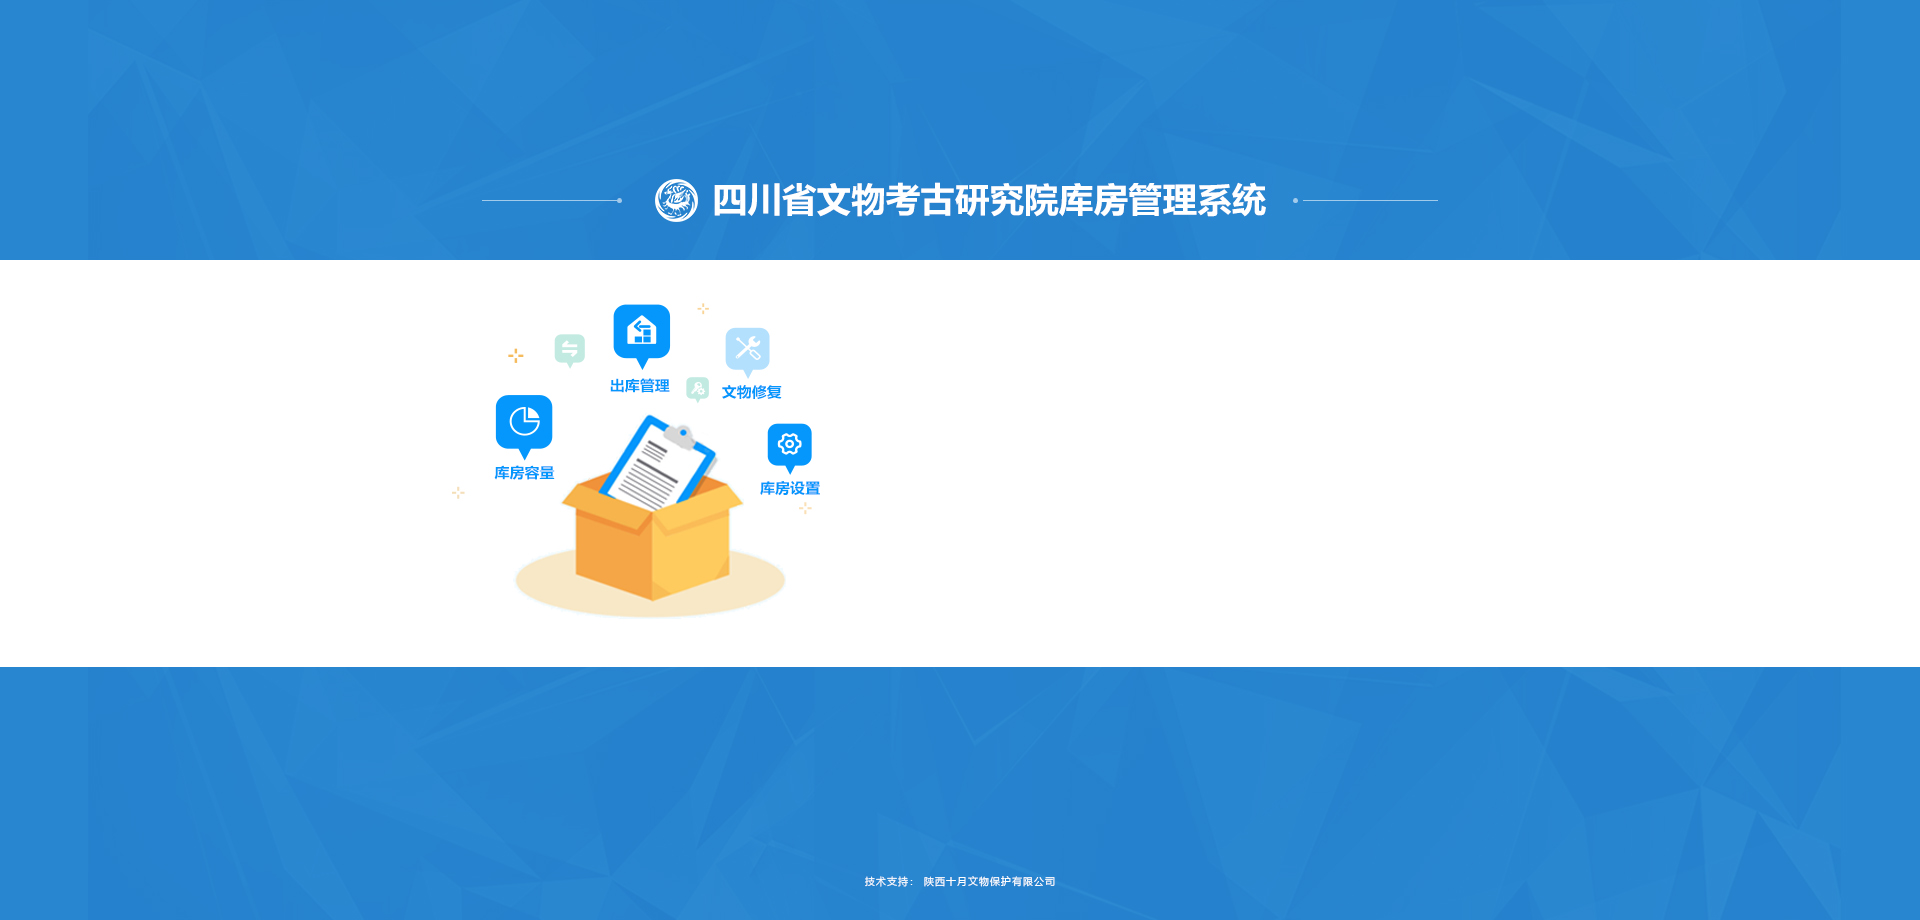 四川省文物考古研究院库房管理系统
出库管理
文物修复
库房容量
库房设置
技术支持： 陕西十月文物保护有限公司